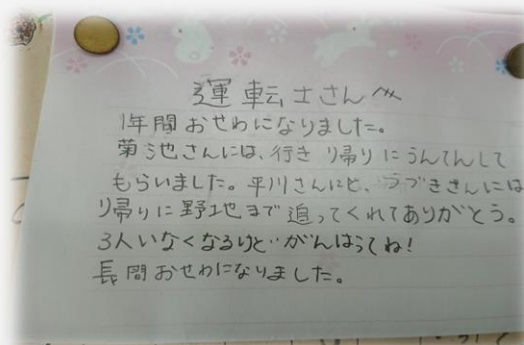 運転士さんへ
1年間おせわになりました。
菊池さんには、行き帰りにうんてんして
もらいました。平川さんにと、うづきさんには
帰りに野地まで追ってくれてありがとう。
3人いなくなるけどがんばってね！
長間おせわになりました。